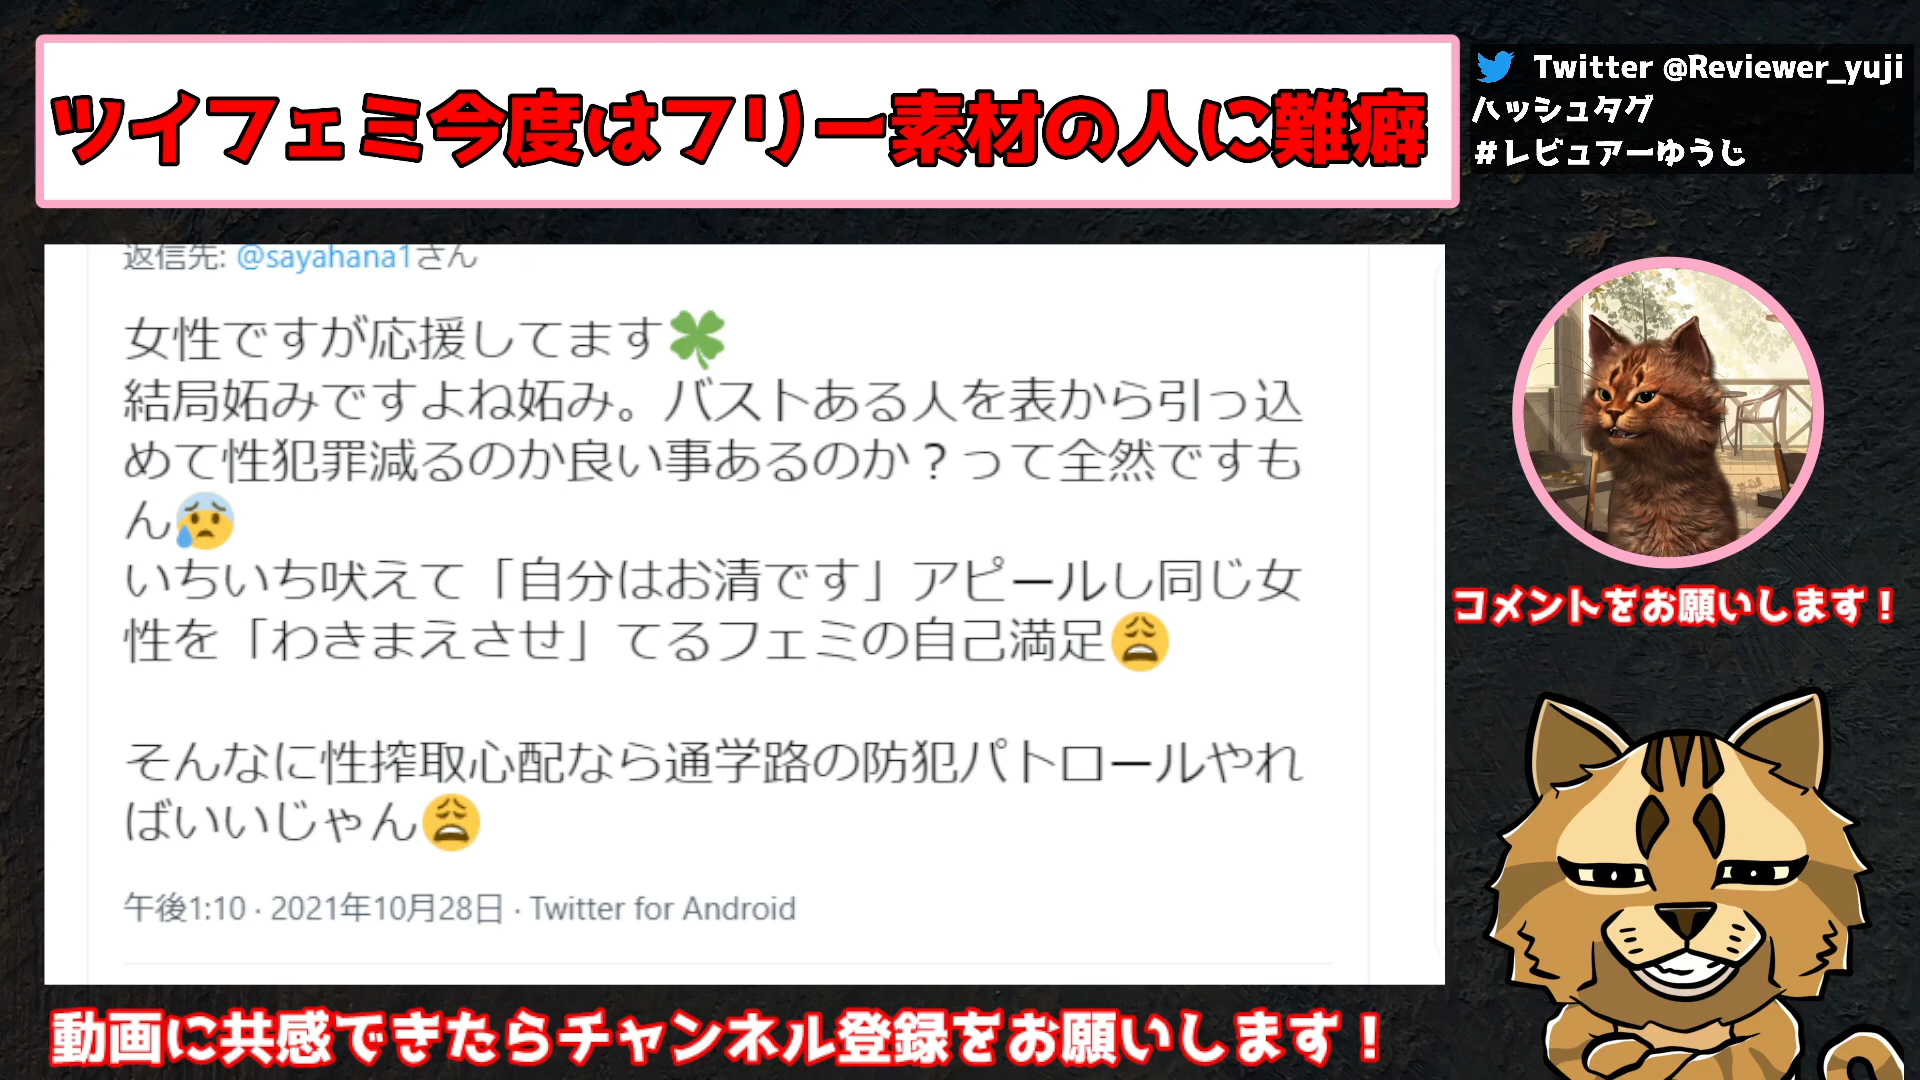 ツイフェミ今度はフリー素材の人に難癖
Twitter @Reviewer_yuji
ハッシュタグ
#レビュアーゆうじ
返信先: @sayahana1さん
女性ですが応援してます🍀
結局妬みですよね妬み。バストある人を表から引っ込
めて性犯罪減るのか良い事あるのか？って全然ですも
ん😰
いちいち吠えて「自分はお清です」アピールし同じ女
性を「わきまえさせ」てるフェミの自己満足😩
そんなに性搾取心配なら通学路の防犯パトロールやれ
ばいいじゃん😩
午後1:10 · 2021年10月28日 · Twitter for Android
コメントをお願いします！
動画に共感できたらチャンネル登録をお願いします！